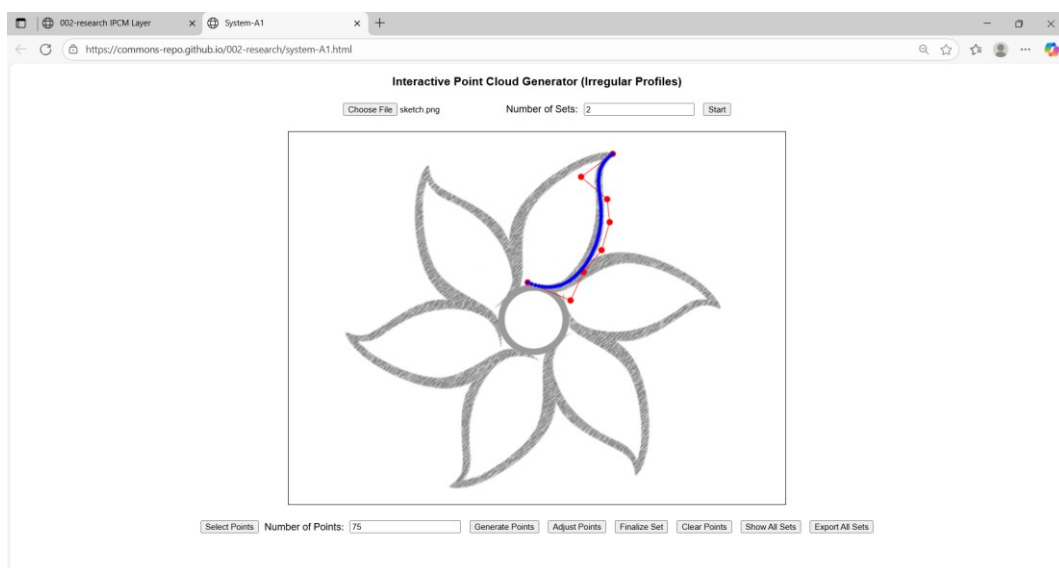 002-research IPCM Layer
System-A1
https://commons-repo.github.io/002-research/system-A1.html
Interactive Point Cloud Generator (Irregular Profiles)
Choose File sketch.png Number of Sets: 2 Start
Select Points Number of Points: 75 Generate Points Adjust Points Finalize Set Clear Points Show All Sets Export All Sets